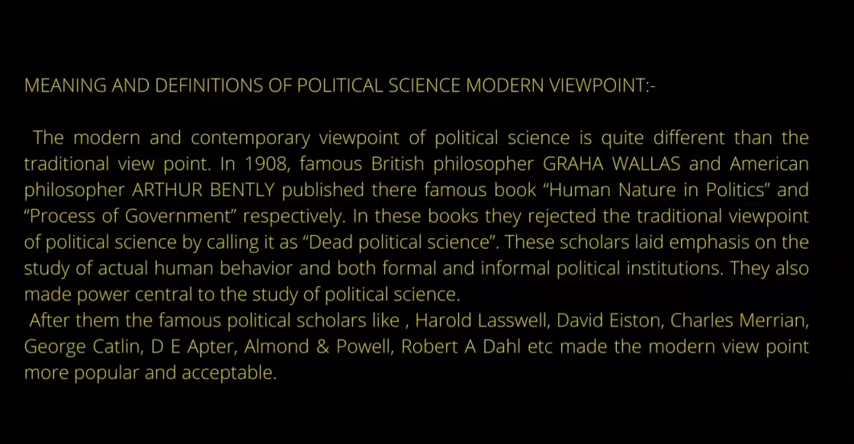 MEANING AND DEFINITIONS OF POLITICAL SCIENCE MODERN VIEWPOINT:-
The modern and contemporary viewpoint of political science is quite different than the
traditional view point. In 1908, famous British philosopher GRAHA WALLAS and American
philosopher ARTHUR BENTLY published there famous book “Human Nature in Politics” and
“Process of Government” respectively. In these books they rejected the traditional viewpoint
of political science by calling it as “Dead political science”. These scholars laid emphasis on the
study of actual human behavior and both formal and informal political institutions. They also
made power central to the study of political science.
After them the famous political scholars like , Harold Lasswell, David Eiston, Charles Merrian,
George Catlin, D E Apter, Almond & Powell, Robert A Dahl etc made the modern view point
more popular and acceptable.